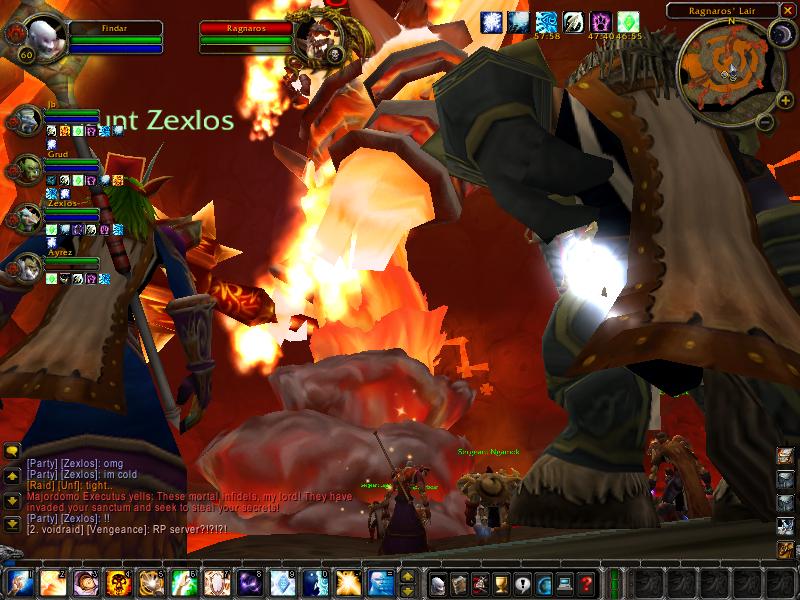 Findar
60
Ragnaros
57:58
47:40
46:55
Ragnaros' Lair
N
unt Zexlos
Jb
Grud
Zexlos
Ayrez
Sergeant Ngamok
[Party] [Zexlos]: omg
[Party] [Zexlos]: im cold
[Raid] [Unf]: tight..
Majordomo Executus yells: These mortal infidels, my lord! They have
invaded your sanctum and seek to steal your secrets!
[Party] [Zexlos]: !!
[2. voidraid] [Vengeance]: RP server?!?!?!